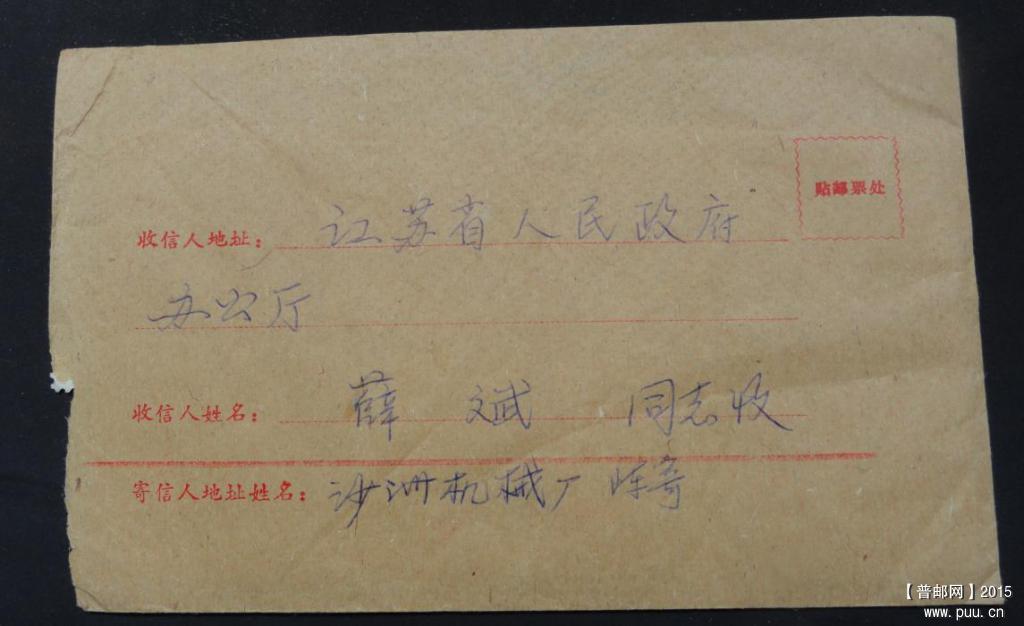 贴邮票处
收信人地址：江苏省人民政府
办公厅
收信人姓名：薛斌 同志收
寄信人地址姓名：沙洲机械厂 陈寄
【普邮网】2015
www.puu.cn